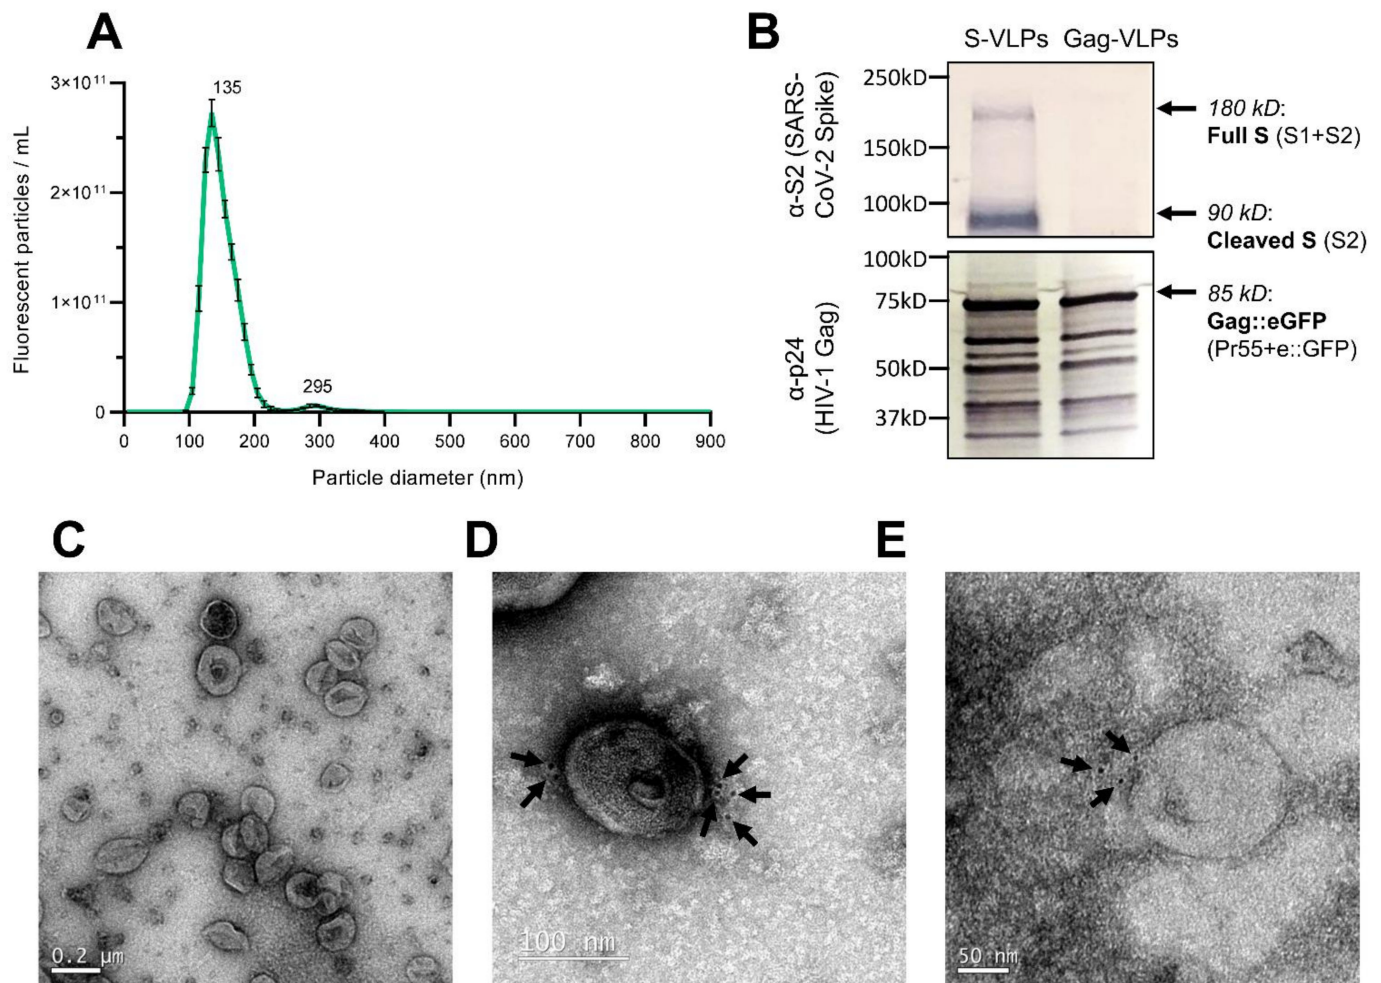 A
3×10¹¹
2×10¹¹
1×10¹¹
0
Fluorescent particles / mL
135
295
0 100 200 300 400 500 600 700 800 900
Particle diameter (nm)
B
S-VLPs Gag-VLPs
α-S2 (SARS-
CoV-2 Spike)
250kD
150kD
100kD
180 kD:
Full S (S1+S2)
90 kD:
Cleaved S (S2)
α-p24
(HIV-1 Gag)
100kD
75kD
50kD
37kD
85 kD:
Gag::eGFP
(Pr55+e::GFP)
C
0.2 µm
D
100 nm
E
50 nm